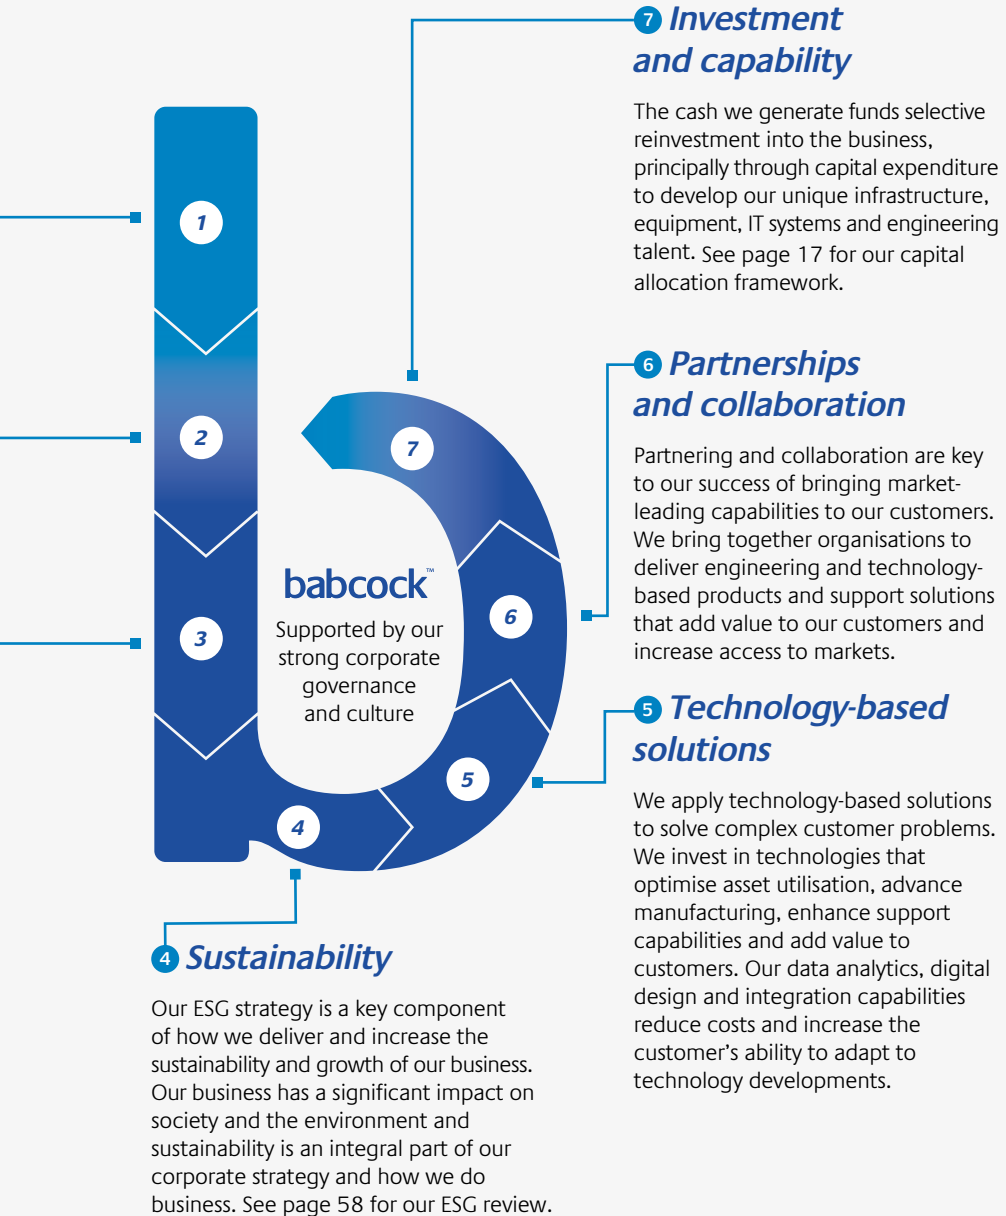 7 Investment
and capability
The cash we generate funds selective
reinvestment into the business,
principally through capital expenditure
to develop our unique infrastructure,
equipment, IT systems and engineering
talent. See page 17 for our capital
allocation framework.
6 Partnerships
and collaboration
Partnering and collaboration are key
to our success of bringing market-
leading capabilities to our customers.
We bring together organisations to
deliver engineering and technology-
based products and support solutions
that add value to our customers and
increase access to markets.
5 Technology-based
solutions
We apply technology-based solutions
to solve complex customer problems.
We invest in technologies that
optimise asset utilisation, advance
manufacturing, enhance support
capabilities and add value to
customers. Our data analytics, digital
design and integration capabilities
reduce costs and increase the
customer’s ability to adapt to
technology developments.
1
2
3
4
5
6
7
babcock™
Supported by our
strong corporate
governance
and culture
4 Sustainability
Our ESG strategy is a key component
of how we deliver and increase the
sustainability and growth of our business.
Our business has a significant impact on
society and the environment and
sustainability is an integral part of our
corporate strategy and how we do
business. See page 58 for our ESG review.